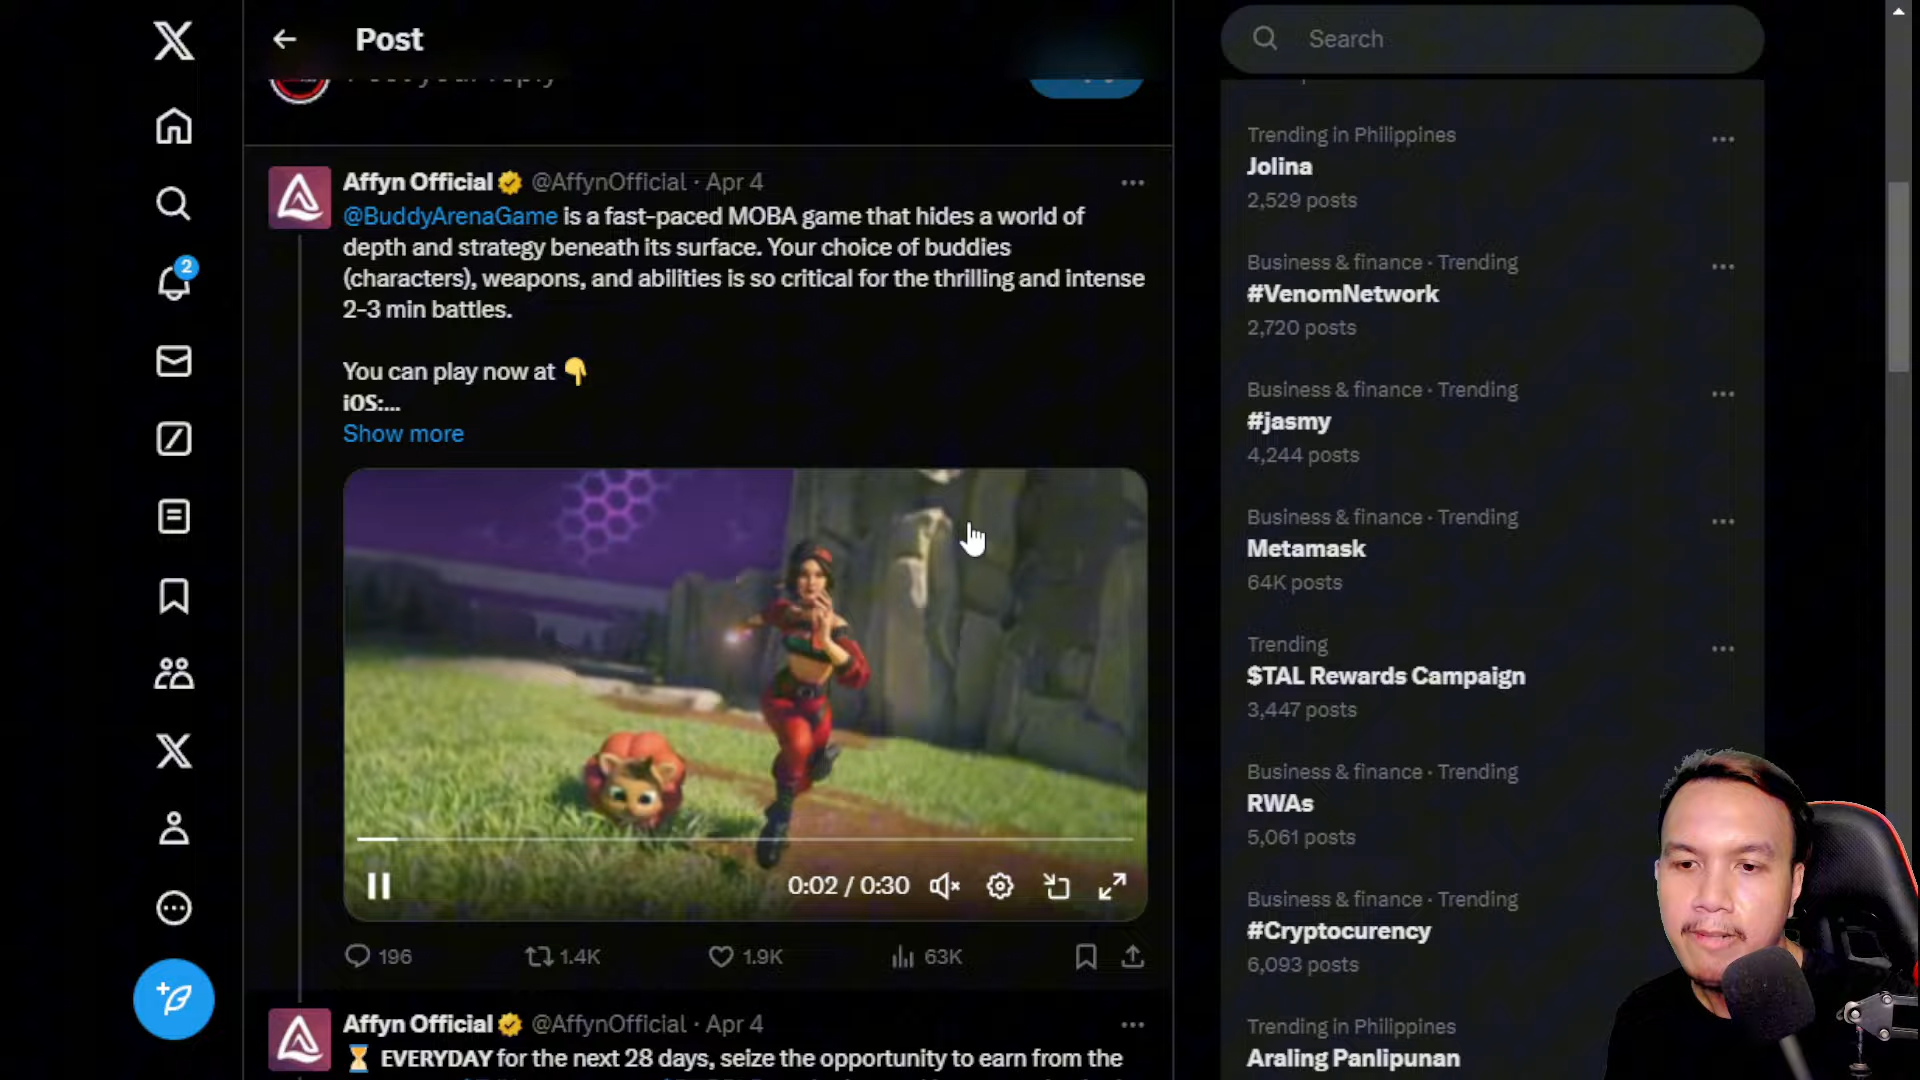 Post
Search
Post your reply
Affyn Official @AffynOfficial · Apr 4
@BuddyArenaGame is a fast-paced MOBA game that hides a world of
depth and strategy beneath its surface. Your choice of buddies
(characters), weapons, and abilities is so critical for the thrilling and intense
2-3 min battles.
You can play now at 👇
iOS:...
Show more
0:02 / 0:30
196
1.4K
1.9K
63K
Affyn Official @AffynOfficial · Apr 4
⏳ EVERYDAY for the next 28 days, seize the opportunity to earn from the
2
Trending in Philippines
Jolina
2,529 posts
Business & finance · Trending
#VenomNetwork
2,720 posts
Business & finance · Trending
#jasmy
4,244 posts
Business & finance · Trending
Metamask
64K posts
Trending
$TAL Rewards Campaign
3,447 posts
Business & finance · Trending
RWAs
5,061 posts
Business & finance · Trending
#Cryptocurency
6,093 posts
Trending in Philippines
Araling Panlipunan